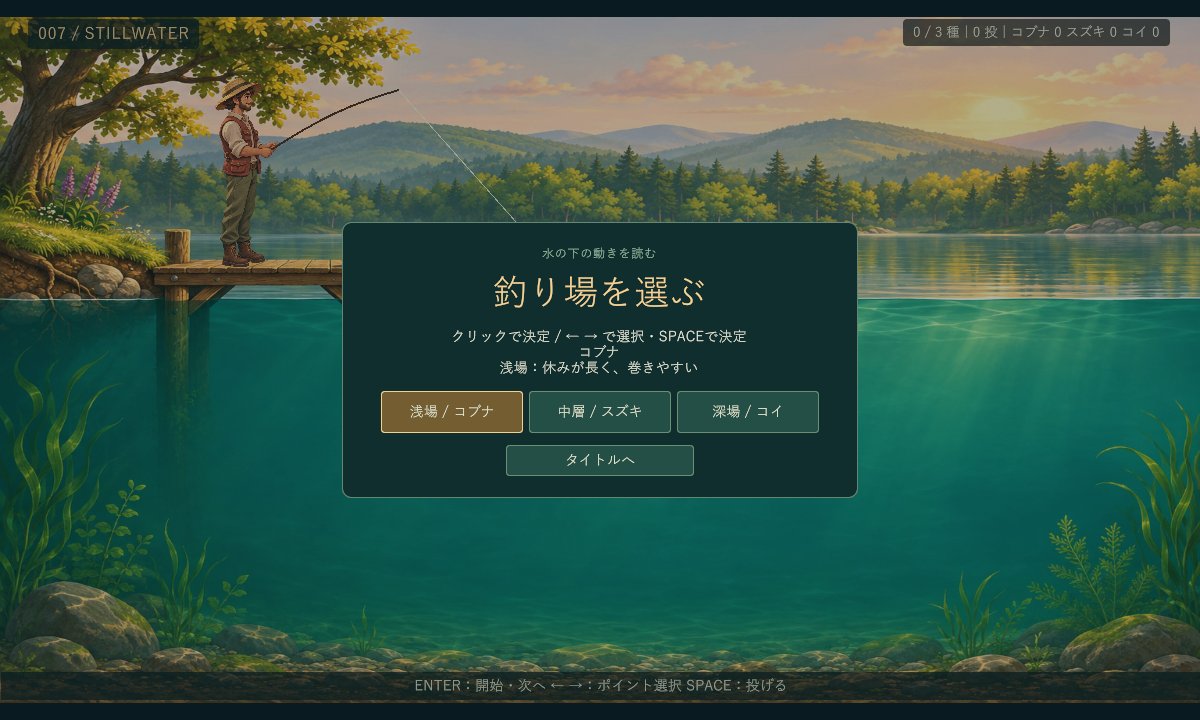 007 / STILLWATER
0 / 3 種 | 0 投 | コブナ 0 スズキ 0 コイ 0
水の下の動きを読む
釣り場を選ぶ
クリックで決定 / ← → で選択・SPACEで決定
コブナ
浅場：休みが長く、巻きやすい
浅場 / コブナ
中層 / スズキ
深場 / コイ
タイトルへ
ENTER：開始・次へ ← →：ポイント選択 SPACE：投げる